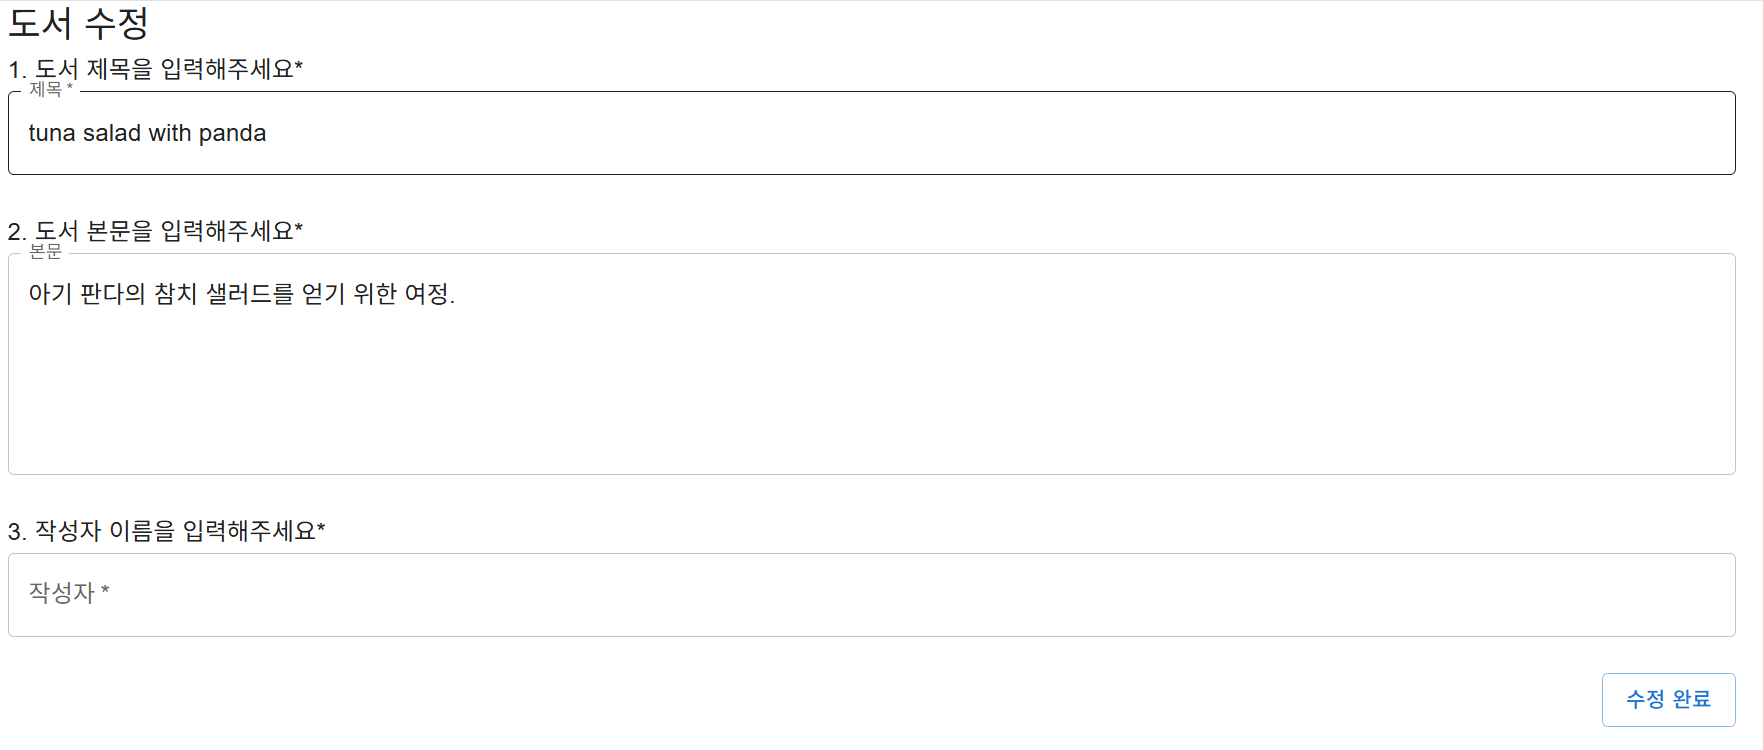 도서 수정
1. 도서 제목을 입력해주세요*
제목 *
tuna salad with panda
2. 도서 본문을 입력해주세요*
본문
아기 판다의 참치 샐러드를 얻기 위한 여정.
3. 작성자 이름을 입력해주세요*
작성자 *
수정 완료